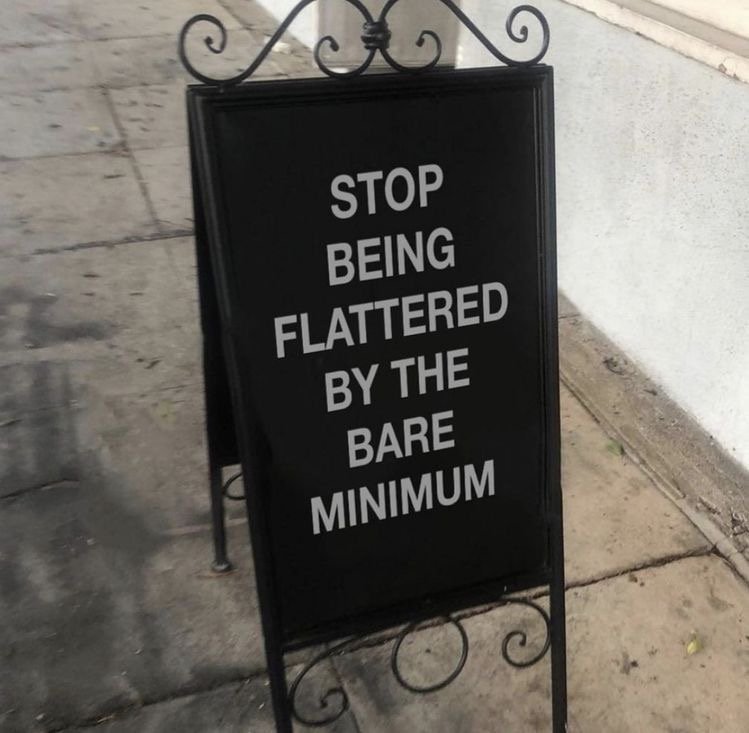 STOP
BEING
FLATTERED
BY THE
BARE
MINIMUM